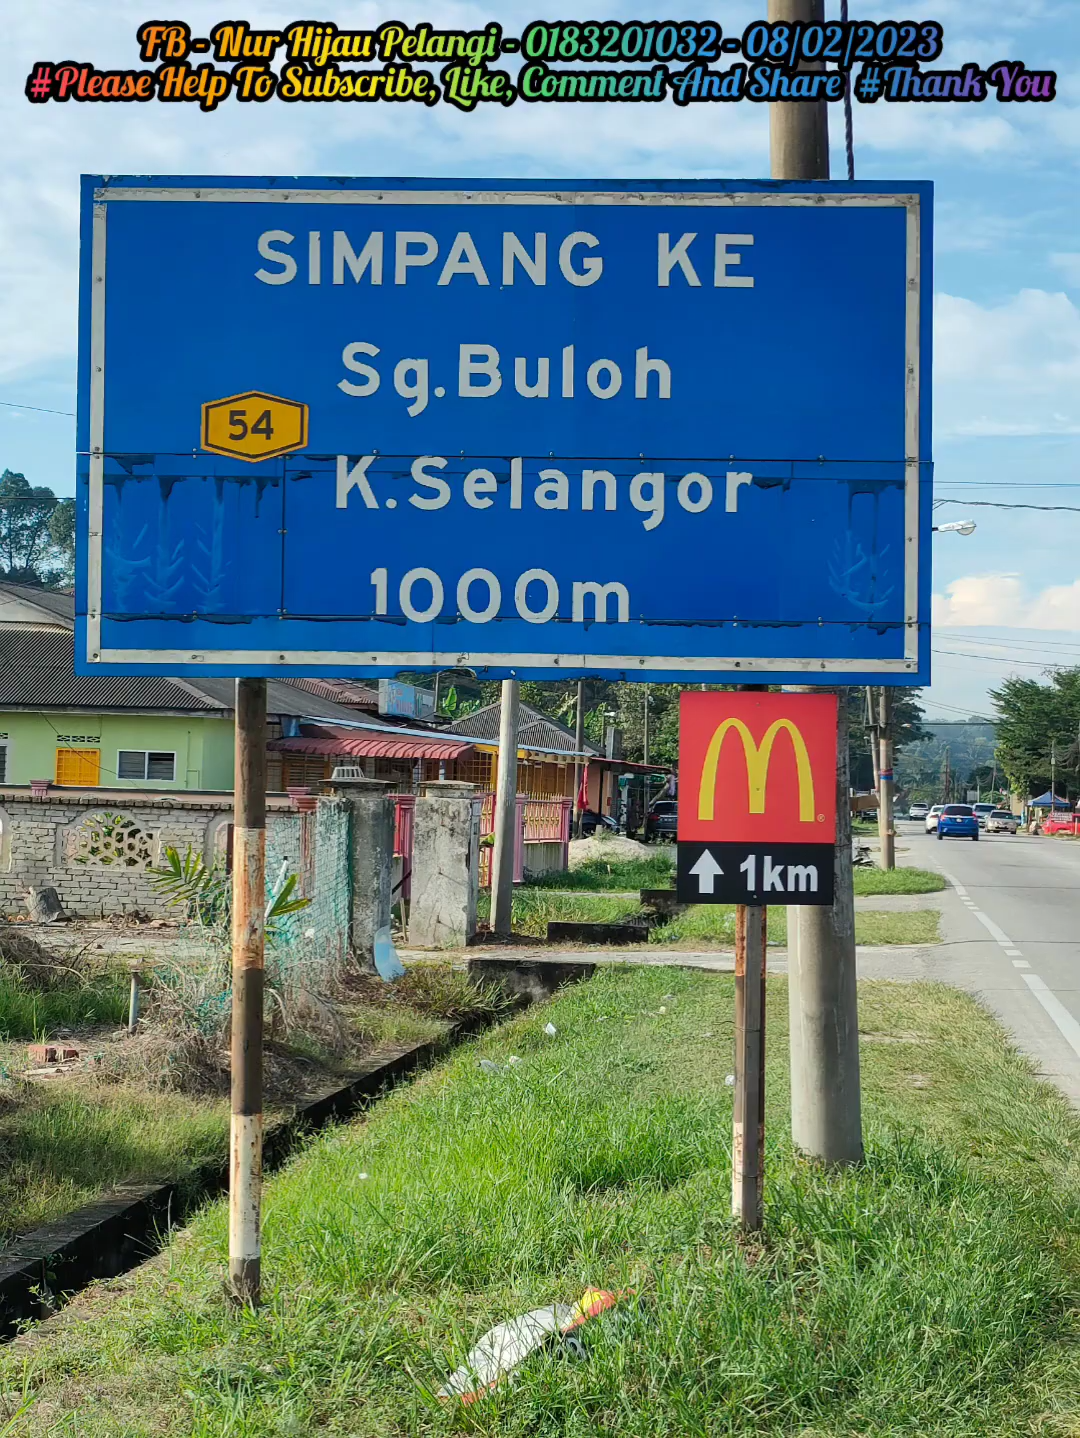 FB - Nur Hijau Pelangi - 0183201032 - 08/02/2023
#Please Help To Subscribe, Like, Comment And Share #Thank You
SIMPANG KE
Sg.Buloh
54
K.Selangor
1000m
M
1km